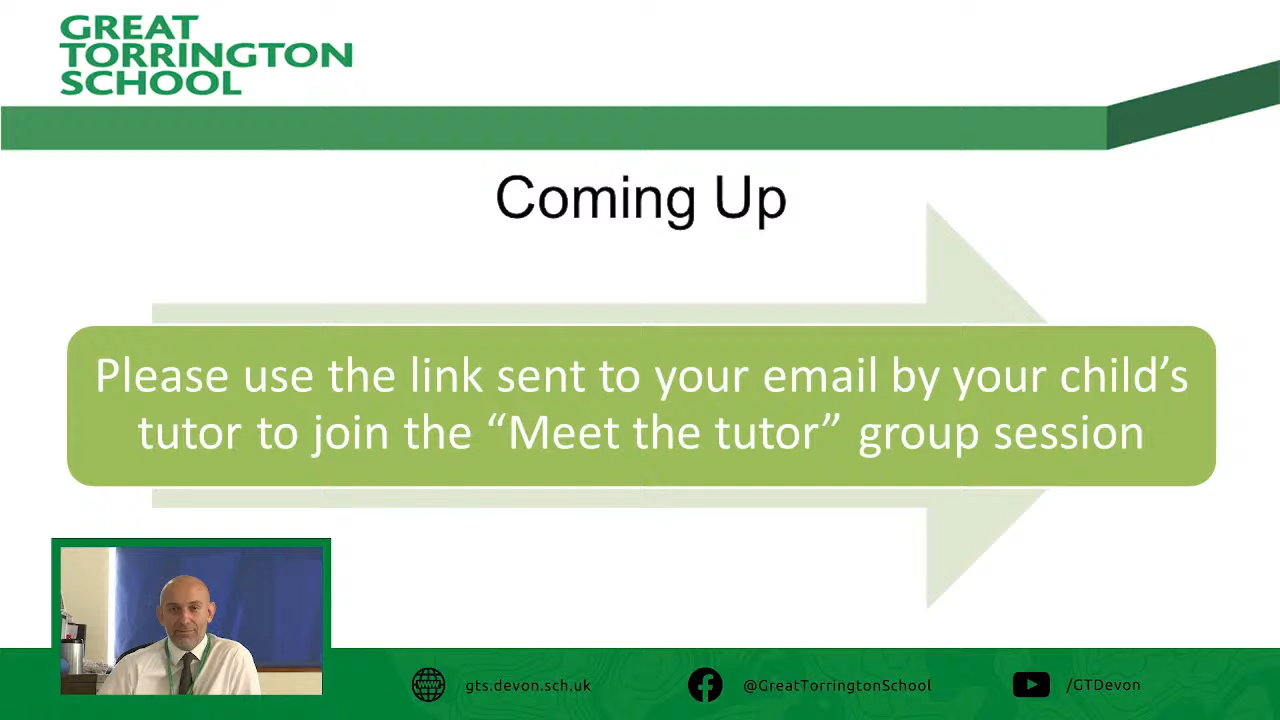 GREAT
TORRINGTON
SCHOOL
Coming Up
Please use the link sent to your email by your child’s
tutor to join the “Meet the tutor” group session
www
gts.devon.sch.uk
@GreatTorringtonSchool
/GTDevon